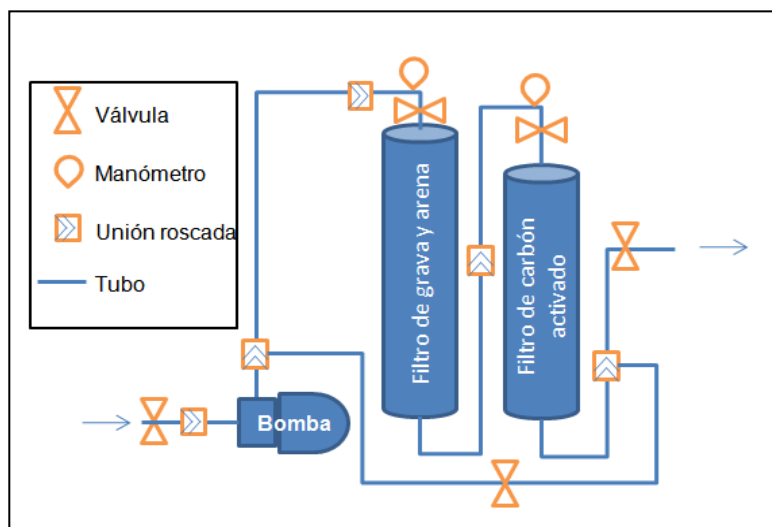 Válvula
Manómetro
Unión roscada
Tubo
Bomba
Filtro de grava y arena
Filtro de carbón
activado